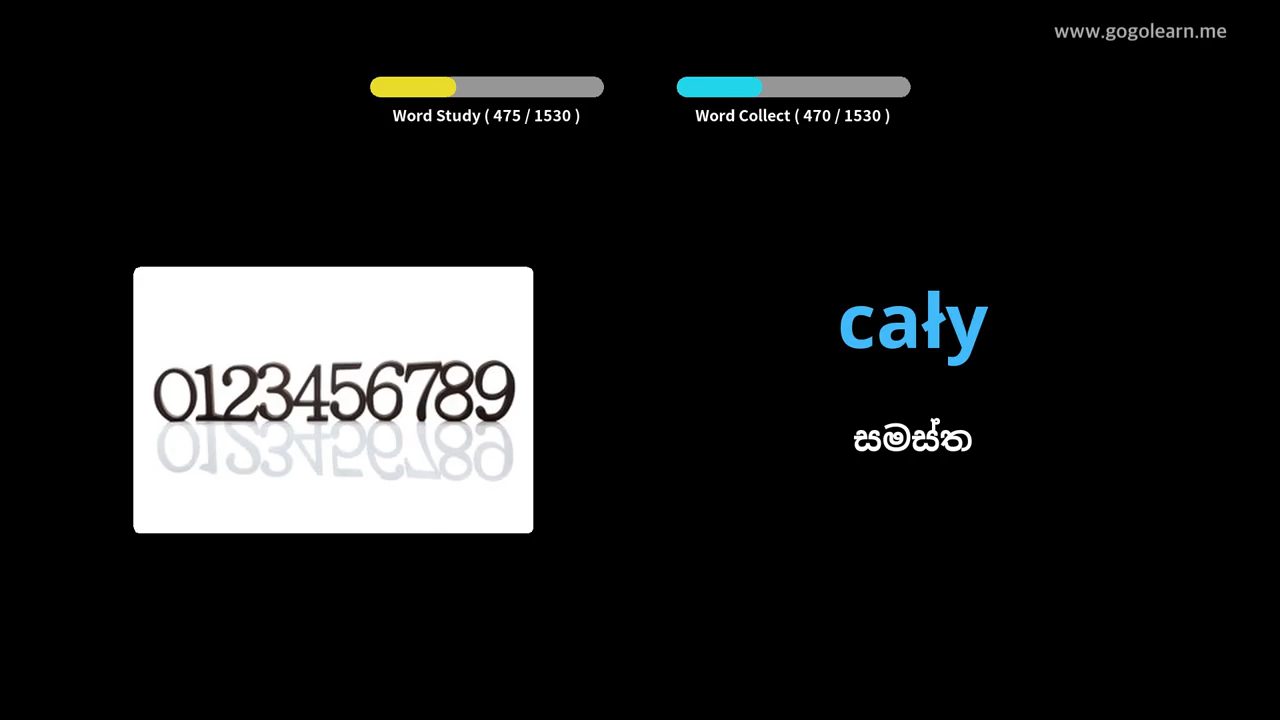 www.gogolearn.me
Word Study ( 475 / 1530 )
Word Collect ( 470 / 1530 )
0123456789
cały
සමස්ත